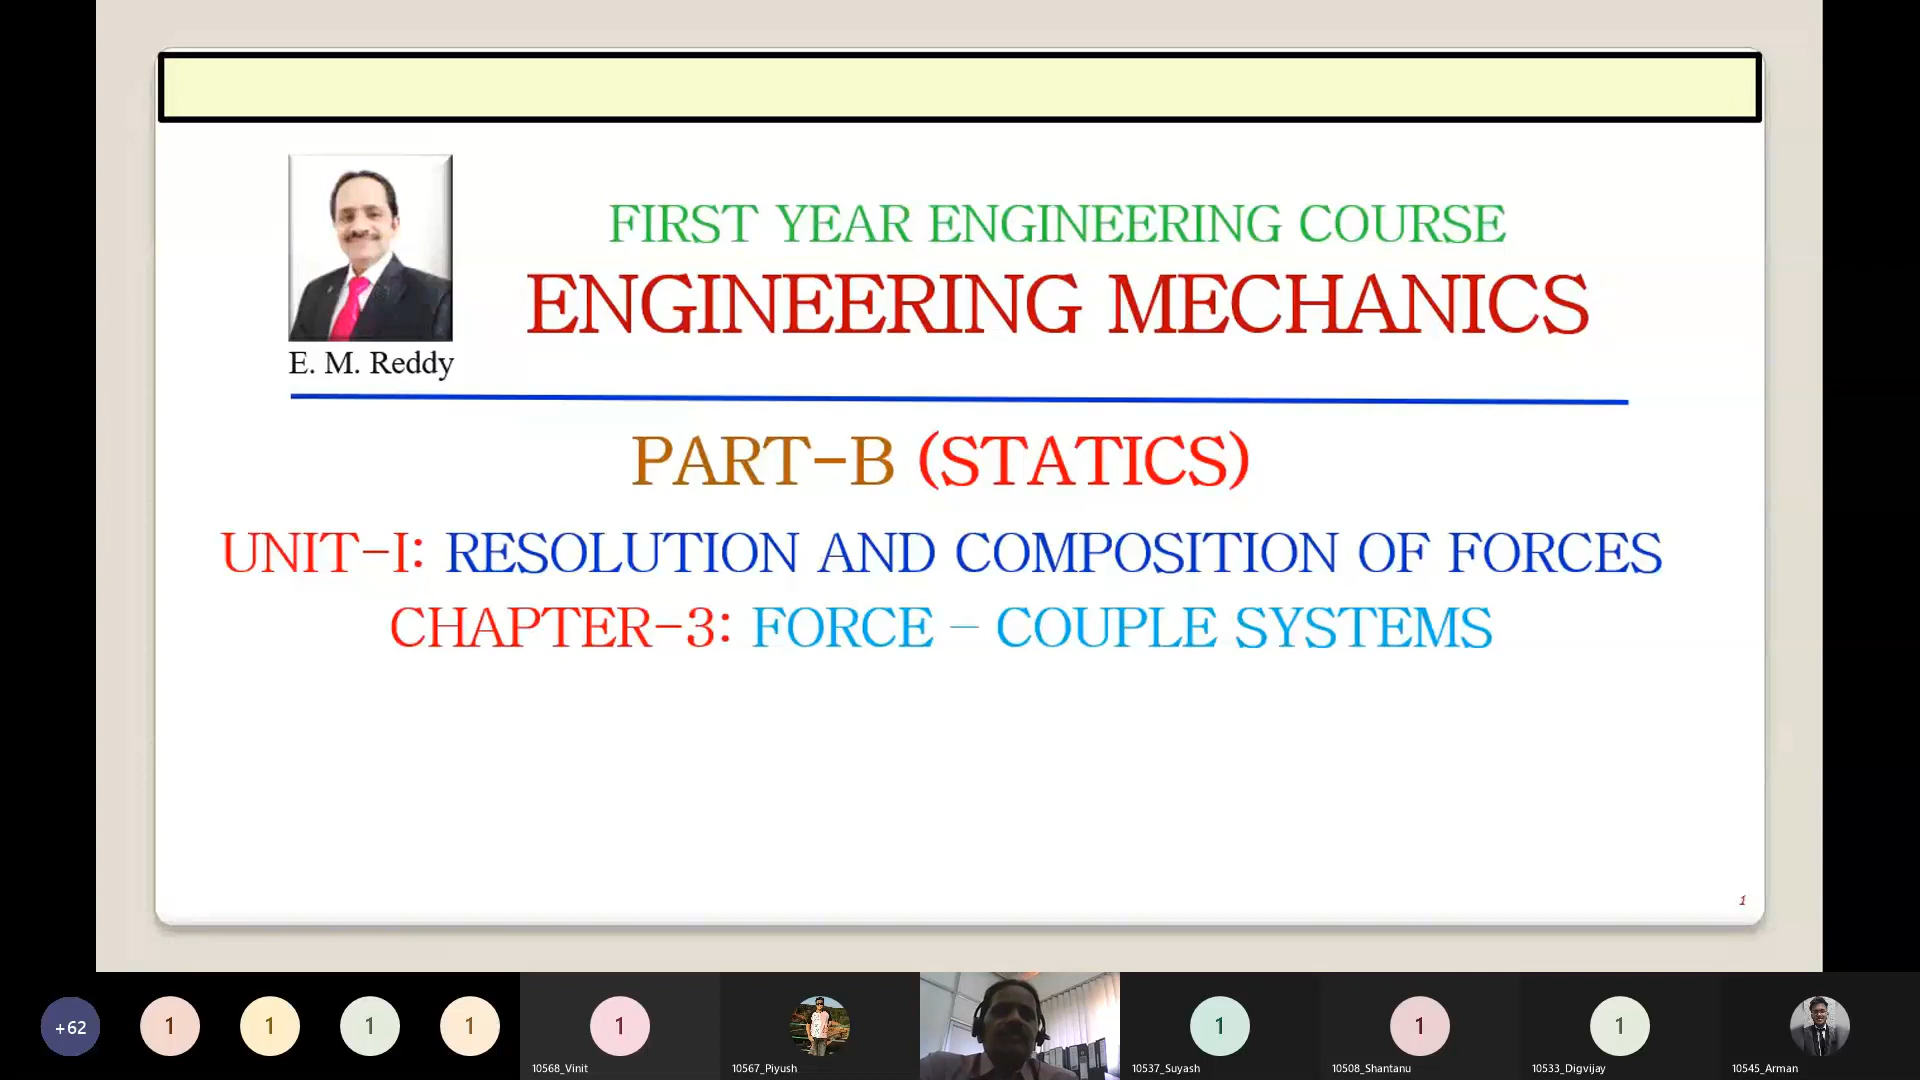 FIRST YEAR ENGINEERING COURSE
ENGINEERING MECHANICS
E. M. Reddy
PART-B (STATICS)
UNIT-I: RESOLUTION AND COMPOSITION OF FORCES
CHAPTER-3: FORCE – COUPLE SYSTEMS
1
+62
1
1
1
1
1
1
1
1
10568_Vinit
10567_Piyush
10537_Suyash
10508_Shantanu
10533_Digvijay
10545_Arman